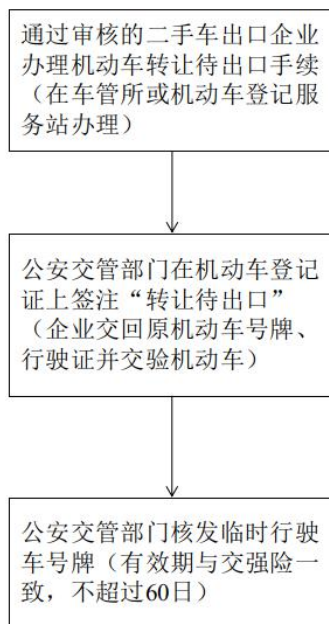 通过审核的二手车出口企业
办理机动车转让待出口手续
（在车管所或机动车登记服
务站办理）
公安交管部门在机动车登记
证上签注“转让待出口”
（企业交回原机动车号牌、
行驶证并交验机动车）
公安交管部门核发临时行驶
车号牌（有效期与交强险一
致，不超过60日）